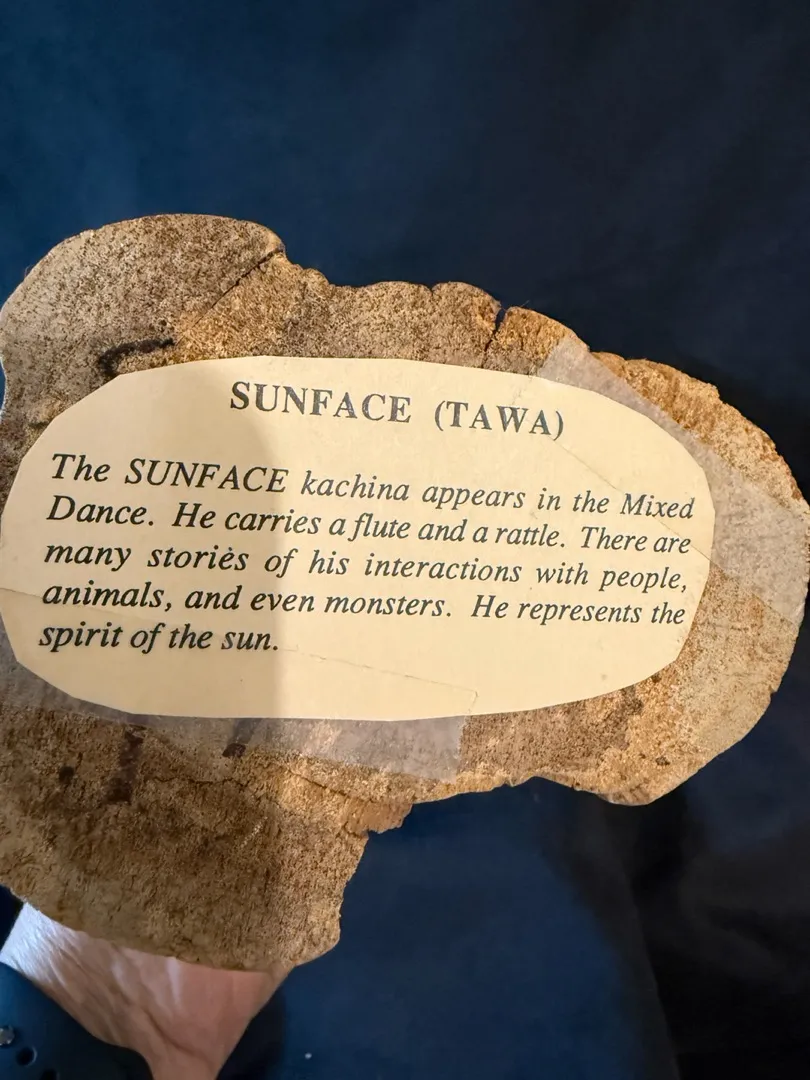 SUNFACE (TAWA)
The SUNFACE kachina appears in the Mixed
Dance. He carries a flute and a rattle. There are
many stories of his interactions with people,
animals, and even monsters. He represents the
spirit of the sun.